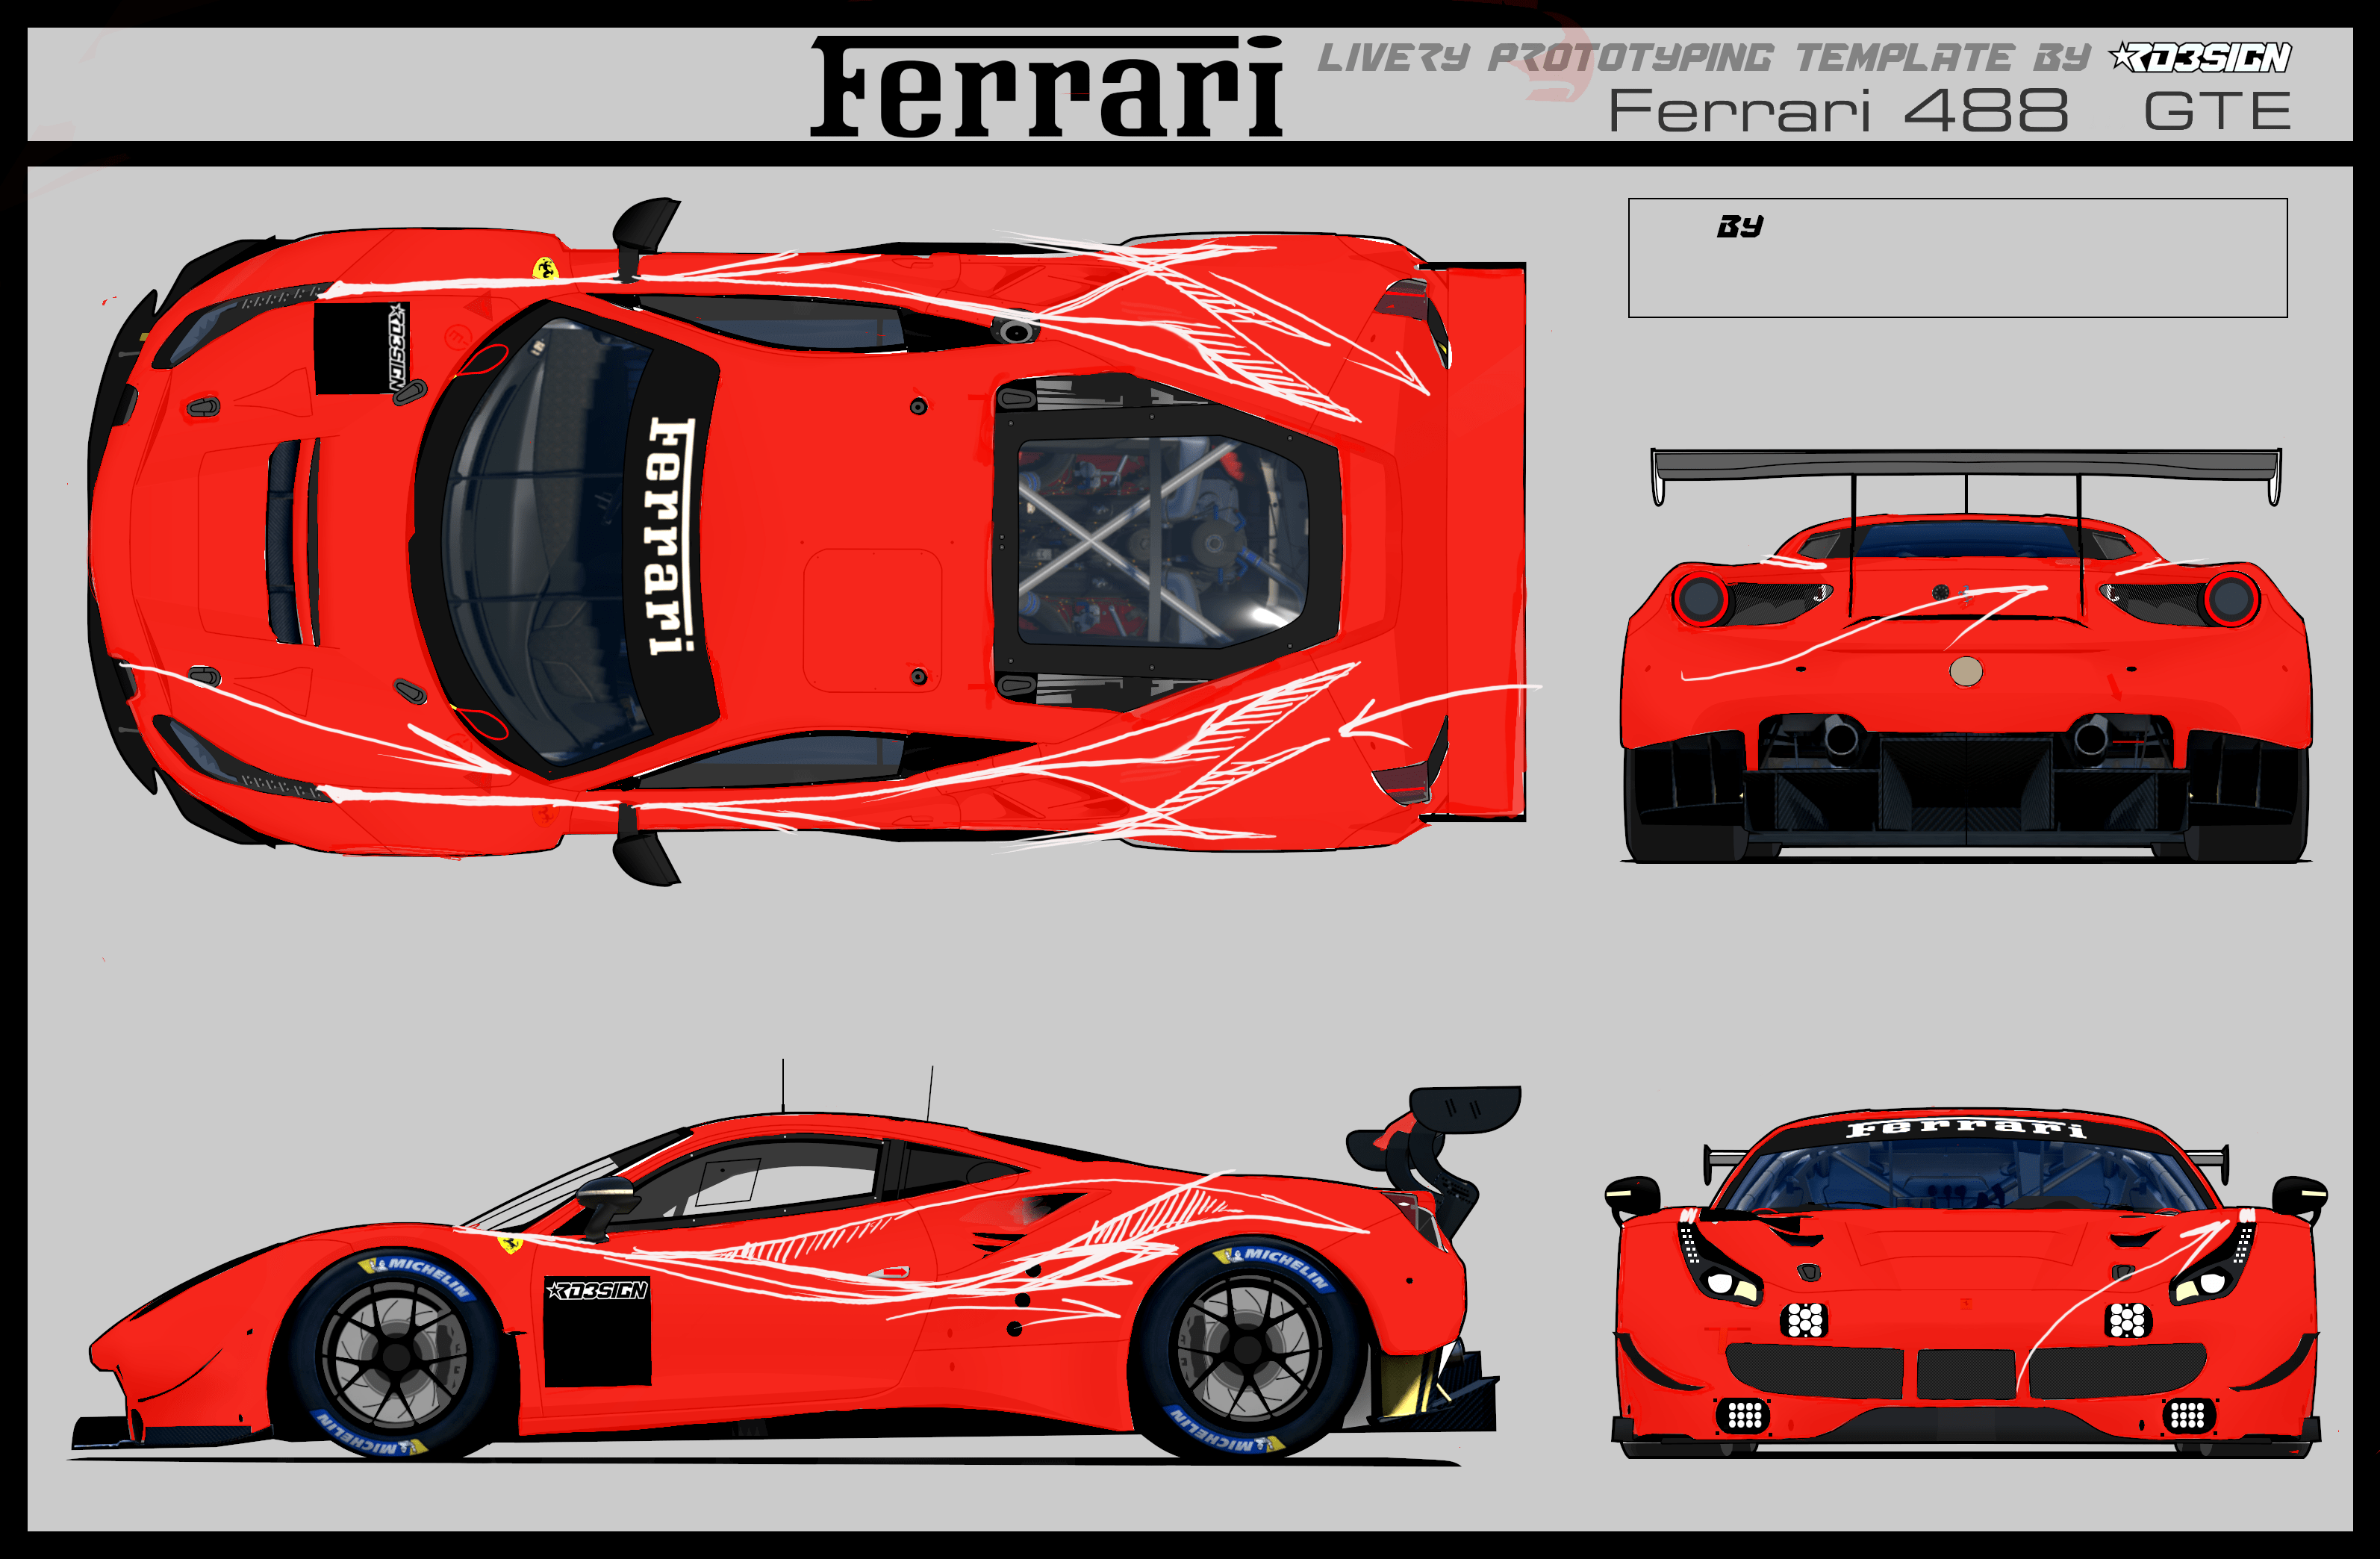 Ferrari
LIVERY PROTOTYPING TEMPLATE BY RD3SIGN
Ferrari 488 GTE
BY
RD3SIGN
Ferrari
RD3SIGN
MICHELIN
MICHELIN
MICHELIN
MICHELIN
Ferrari